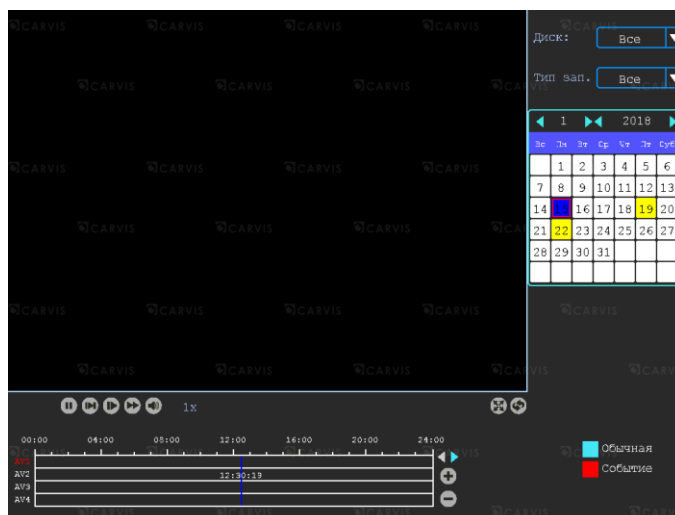 Диск: Все
Тип зап. Все
1 2018
Вс Пн Вт Ср Чт Пт Суб
1 2 3 4 5 6
7 8 9 10 11 12 13
14 15 16 17 18 19 20
21 22 23 24 25 26 27
28 29 30 31
1x
00:00 04:00 08:00 12:00 16:00 20:00 24:00
AV1
AV2 12:30:19
AV3
AV4
Обычная
Событие
CARVIS